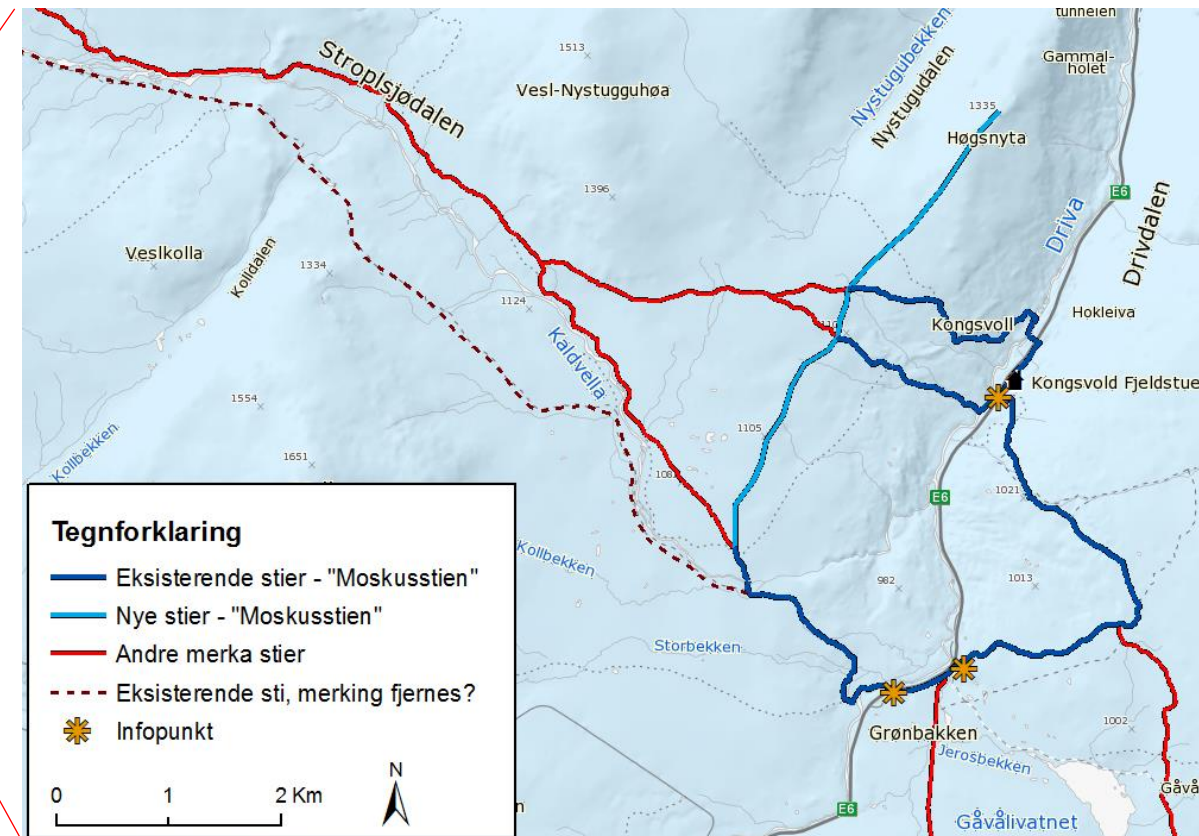 tunnelen
1513
Gammal-
holet
Stroplsjødalen
Vesl-Nystugguhøa
Nystugubekken
Nystugudalen
1335
Høgsnyta
1396
E6
Driva
Drivdalen
Veslkolla
Kolldalen
1334
1124
Kaldvella
Kongsvoll
Hokleiva
Kongsvold Fjeldstue
1554
1105
Kollbekken
1651
1021
E6
Tegnforklaring
Eksisterende stier - "Moskusstien"
Nye stier - "Moskusstien"
Andre merka stier
Eksisterende sti, merking fjernes?
Infopunkt
0 1 2 Km
N
Kollbekken
982
1013
Storbekken
Grønbakken
1002
Jerosbekken
E6
Gåvålivatnet